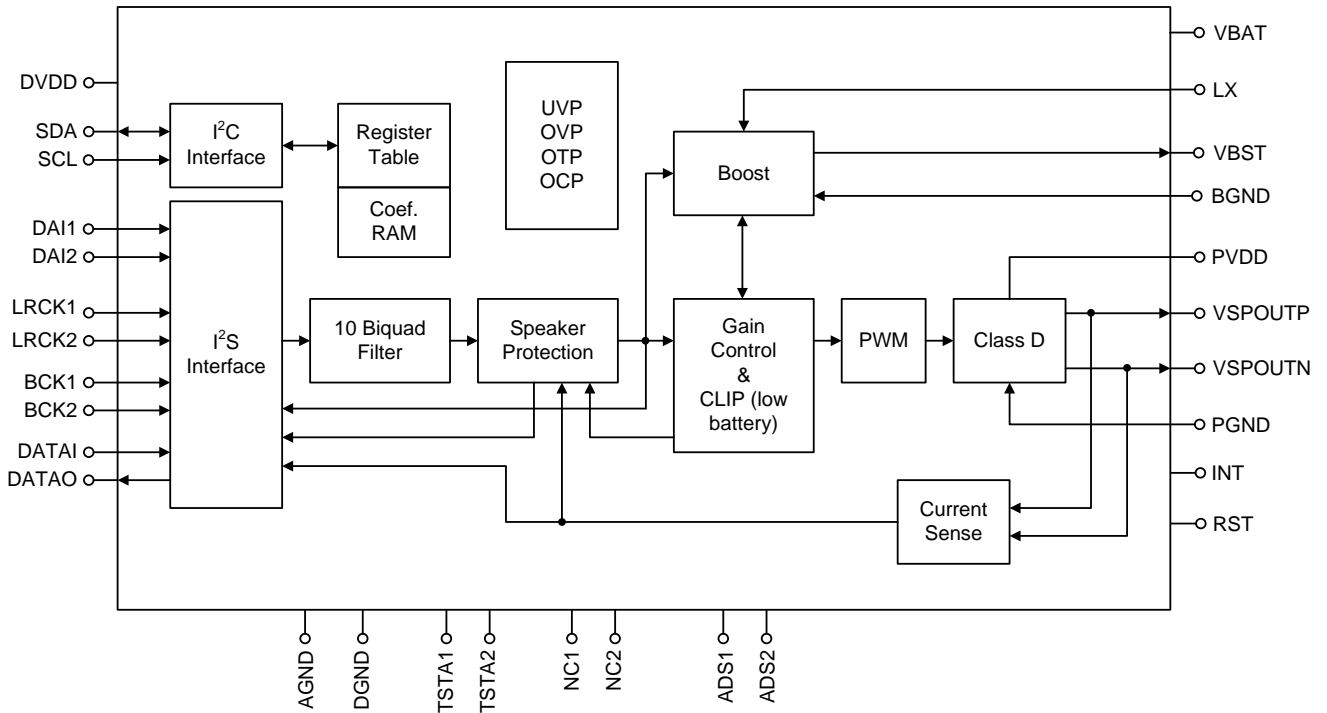 VBAT
DVDD
LX
SDA
SCL
I²C
Interface
Register
Table
Coef.
RAM
UVP
OVP
OTP
OCP
Boost
VBST
BGND
DAI1
DAI2
LRCK1
LRCK2
BCK1
BCK2
DATAI
DATAO
I²S
Interface
10 Biquad
Filter
Speaker
Protection
Gain
Control
&
CLIP (low
battery)
PWM
Class D
PVDD
VSPOUTP
VSPOUTN
PGND
INT
RST
Current
Sense
AGND
DGND
TSTA1
TSTA2
NC1
NC2
ADS1
ADS2